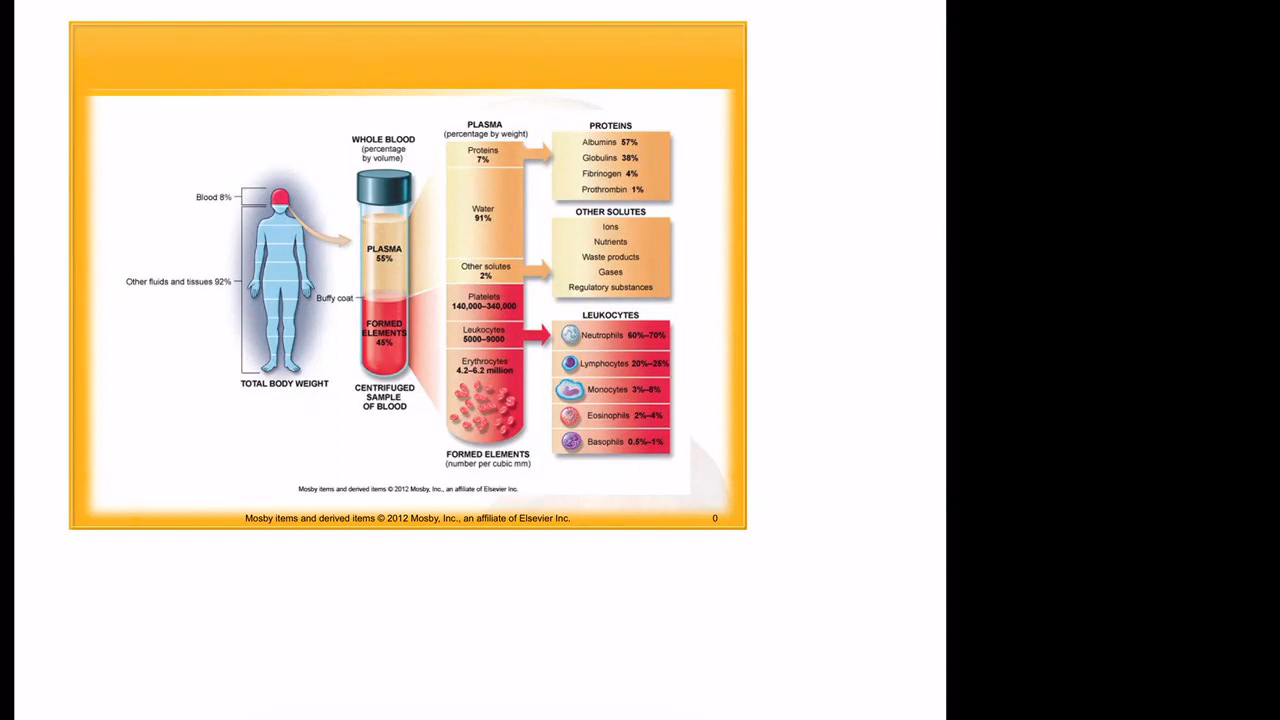 WHOLE BLOOD
(percentage
by volume)
Blood 8%
Other fluids and tissues 92%
TOTAL BODY WEIGHT
PLASMA
55%
Buffy coat
FORMED
ELEMENTS
45%
CENTRIFUGED
SAMPLE
OF BLOOD
PLASMA
(percentage by weight)
Proteins
7%
Water
91%
Other solutes
2%
Platelets
140,000–340,000
Leukocytes
5000–9000
Erythrocytes
4.2–6.2 million
FORMED ELEMENTS
(number per cubic mm)
PROTEINS
Albumins 57%
Globulins 38%
Fibrinogen 4%
Prothrombin 1%
OTHER SOLUTES
Ions
Nutrients
Waste products
Gases
Regulatory substances
LEUKOCYTES
Neutrophils 60%–70%
Lymphocytes 20%–25%
Monocytes 3%–8%
Eosinophils 2%–4%
Basophils 0.5%–1%
Mosby items and derived items © 2012 Mosby, Inc., an affiliate of Elsevier Inc.
Mosby items and derived items © 2012 Mosby, Inc., an affiliate of Elsevier Inc.
0